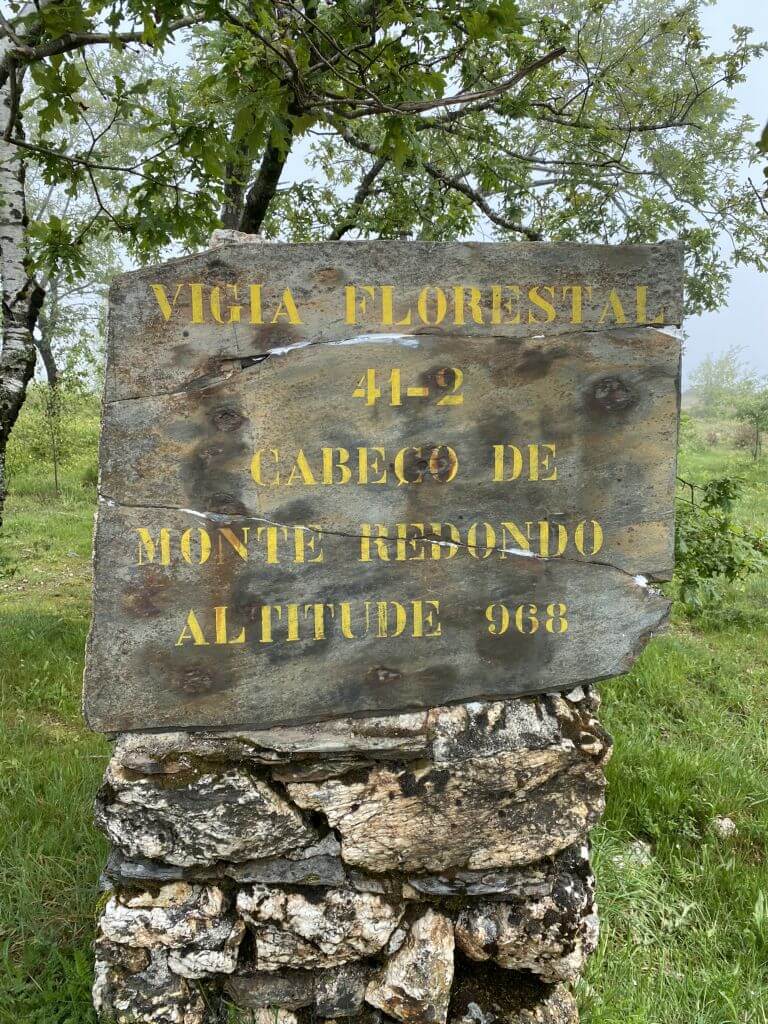 VIGIA FLORESTAL
41-2
CABEÇO DE
MONTE REDONDO
ALTITUDE 968